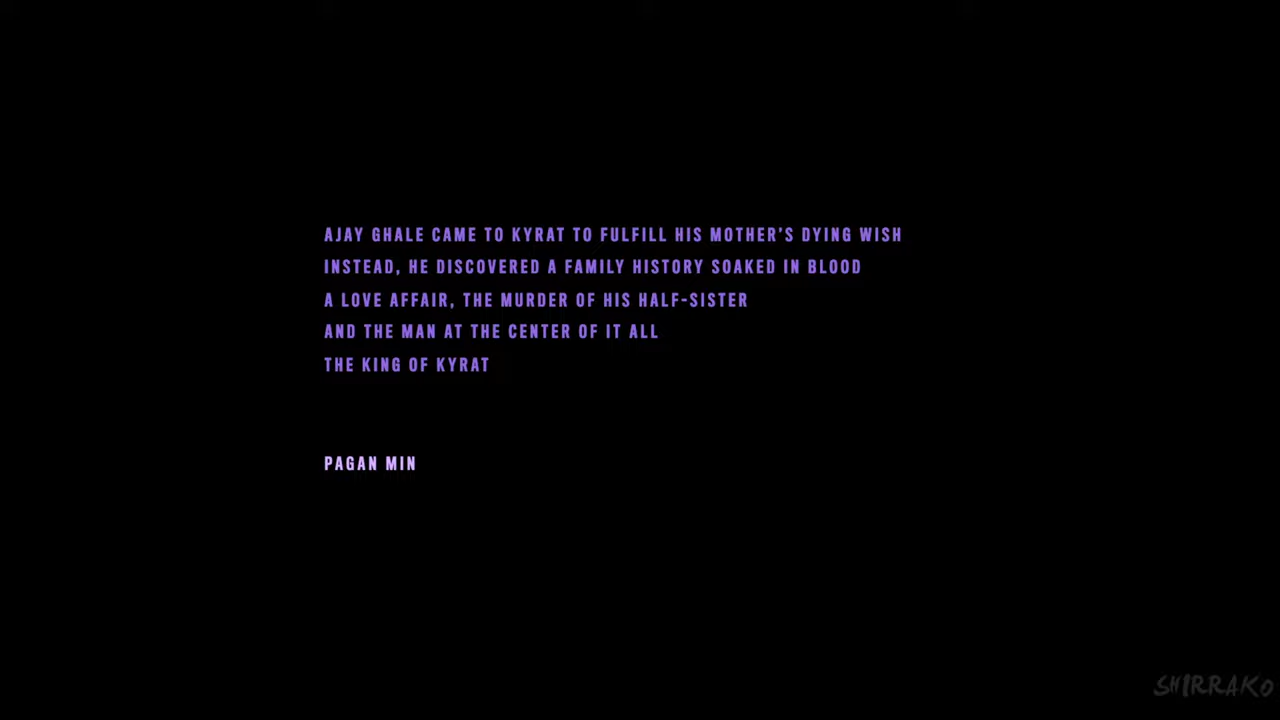 AJAY GHALE CAME TO KYRAT TO FULFILL HIS MOTHER'S DYING WISH
INSTEAD, HE DISCOVERED A FAMILY HISTORY SOAKED IN BLOOD
A LOVE AFFAIR, THE MURDER OF HIS HALF-SISTER
AND THE MAN AT THE CENTER OF IT ALL
THE KING OF KYRAT
PAGAN MIN
SHIRRAKO